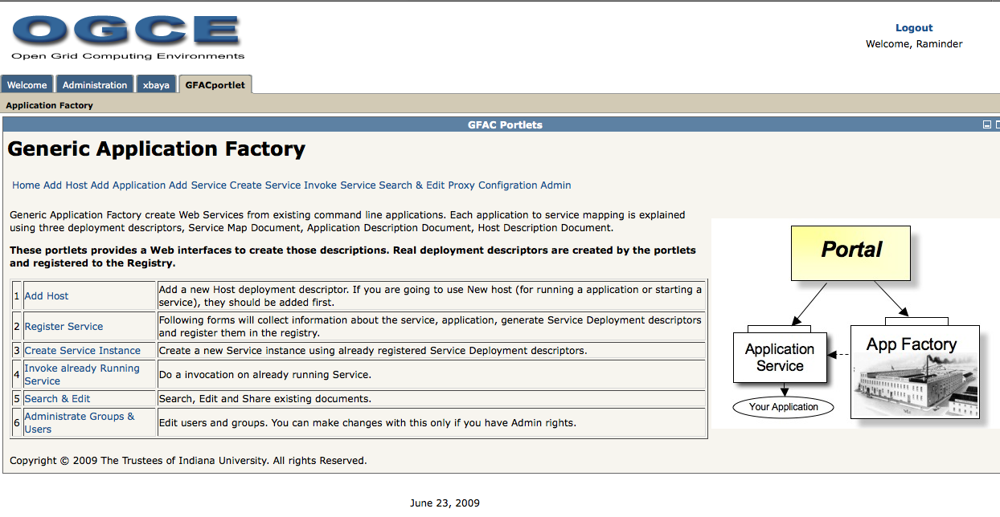 OGCE
Open Grid Computing Environments
Logout
Welcome, Raminder
Welcome Administration xbaya GFACportlet
Application Factory
GFAC Portlets
Generic Application Factory
Home Add Host Add Application Add Service Create Service Invoke Service Search & Edit Proxy Configration Admin
Generic Application Factory create Web Services from existing command line applications. Each application to service mapping is explained
using three deployment descriptors, Service Map Document, Application Description Document, Host Description Document.
These portlets provides a Web interfaces to create those descriptions. Real deployment descriptors are created by the portlets
and registered to the Registry.
1 Add Host Add a new Host deployment descriptor. If you are going to use New host (for running a application or starting a
service), they should be added first.
2 Register Service Following forms will collect information about the service, application, generate Service Deployment descriptors
and register them in the registry.
3 Create Service Instance Create a new Service instance using already registered Service Deployment descriptors.
4 Invoke already Running
Service Do a invocation on already running Service.
5 Search & Edit Search, Edit and Share existing documents.
6 Administrate Groups &
Users Edit users and groups. You can make changes with this only if you have Admin rights.
Portal
Application
Service
App Factory
Your Application
Copyright © 2009 The Trustees of Indiana University. All rights Reserved.
June 23, 2009